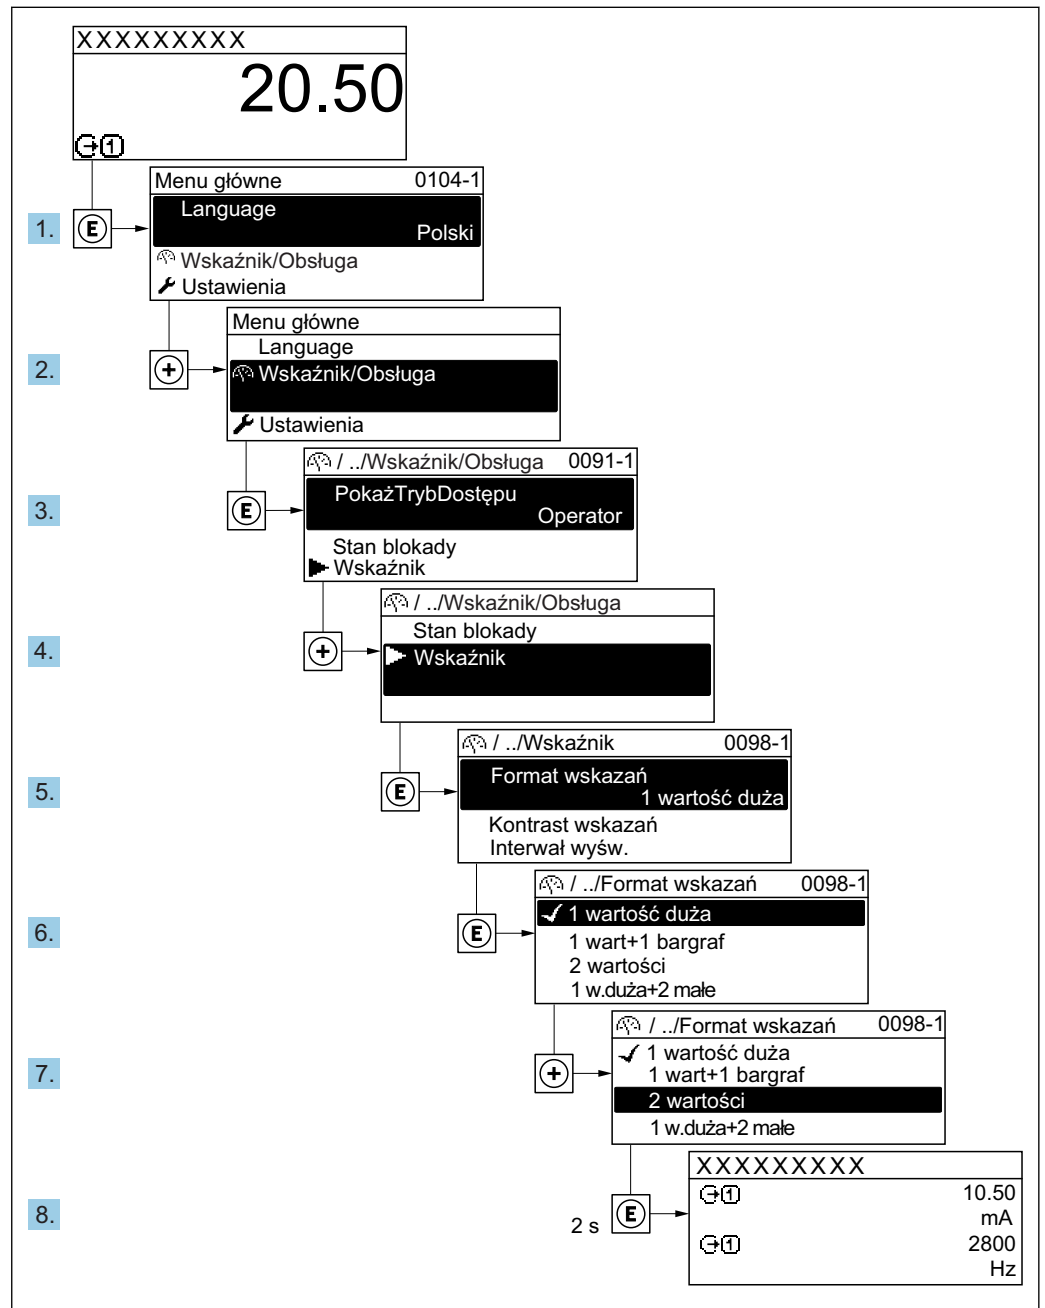 XXXXXXXXX
20.50
1
Menu główne 0104-1
Language
Polski
1. E
Wskaźnik/Obsługa
Ustawienia
Menu główne
Language
2. + Wskaźnik/Obsługa
Ustawienia
/ ../Wskaźnik/Obsługa 0091-1
PokażTrybDostępu
3. E Operator
Stan blokady
Wskaźnik
/ ../Wskaźnik/Obsługa
Stan blokady
4. + Wskaźnik
/ ../Wskaźnik 0098-1
Format wskazań
5. E 1 wartość duża
Kontrast wskazań
Interwał wyśw.
/ ../Format wskazań 0098-1
1 wartość duża
6. E 1 wart+1 bargraf
2 wartości
1 w.duża+2 małe
/ ../Format wskazań 0098-1
1 wartość duża
7. + 1 wart+1 bargraf
2 wartości
1 w.duża+2 małe
XXXXXXXXX
1 10.50
8. 2 s E mA
1 2800
Hz